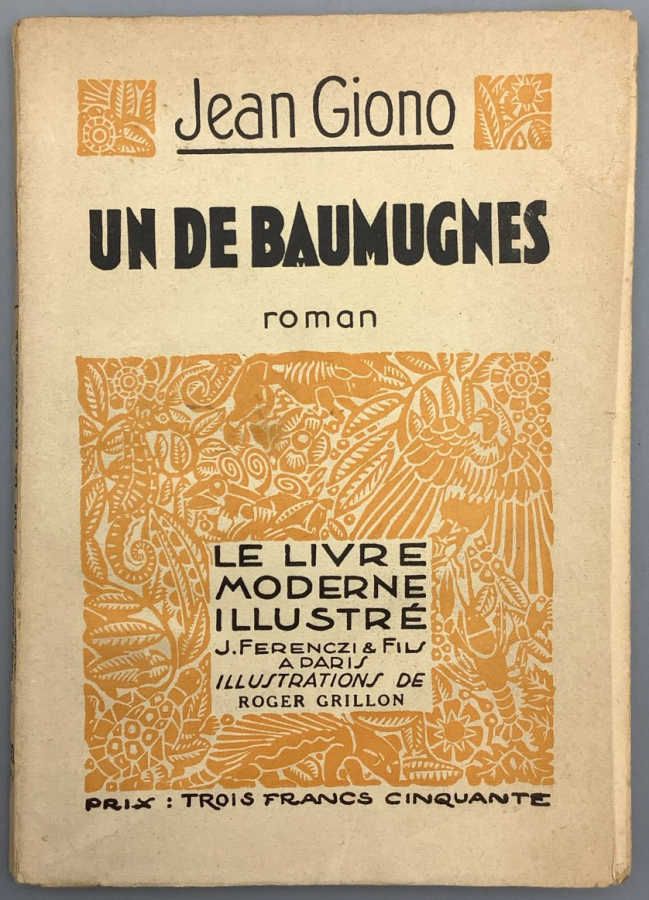 Jean Giono
UN DE BAUMUGNES
roman
LE LIVRE
MODERNE
ILLUSTRÉ
J. FERENCZI & FILS
A PARIS
ILLUSTRATIONS DE
ROGER GRILLON
PRIX : TROIS FRANCS CINQUANTE